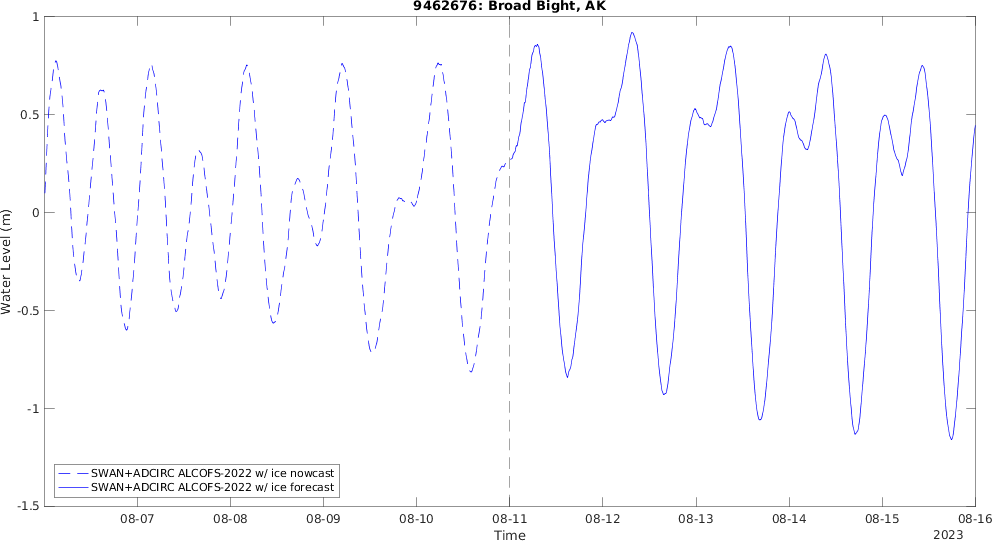 9462676: Broad Bight, AK
1
0.5
0
-0.5
-1
-1.5
Water Level (m)
SWAN+ADCIRC ALCOFS-2022 w/ ice nowcast
SWAN+ADCIRC ALCOFS-2022 w/ ice forecast
08-07 08-08 08-09 08-10 08-11 08-12 08-13 08-14 08-15 08-16
Time
2023